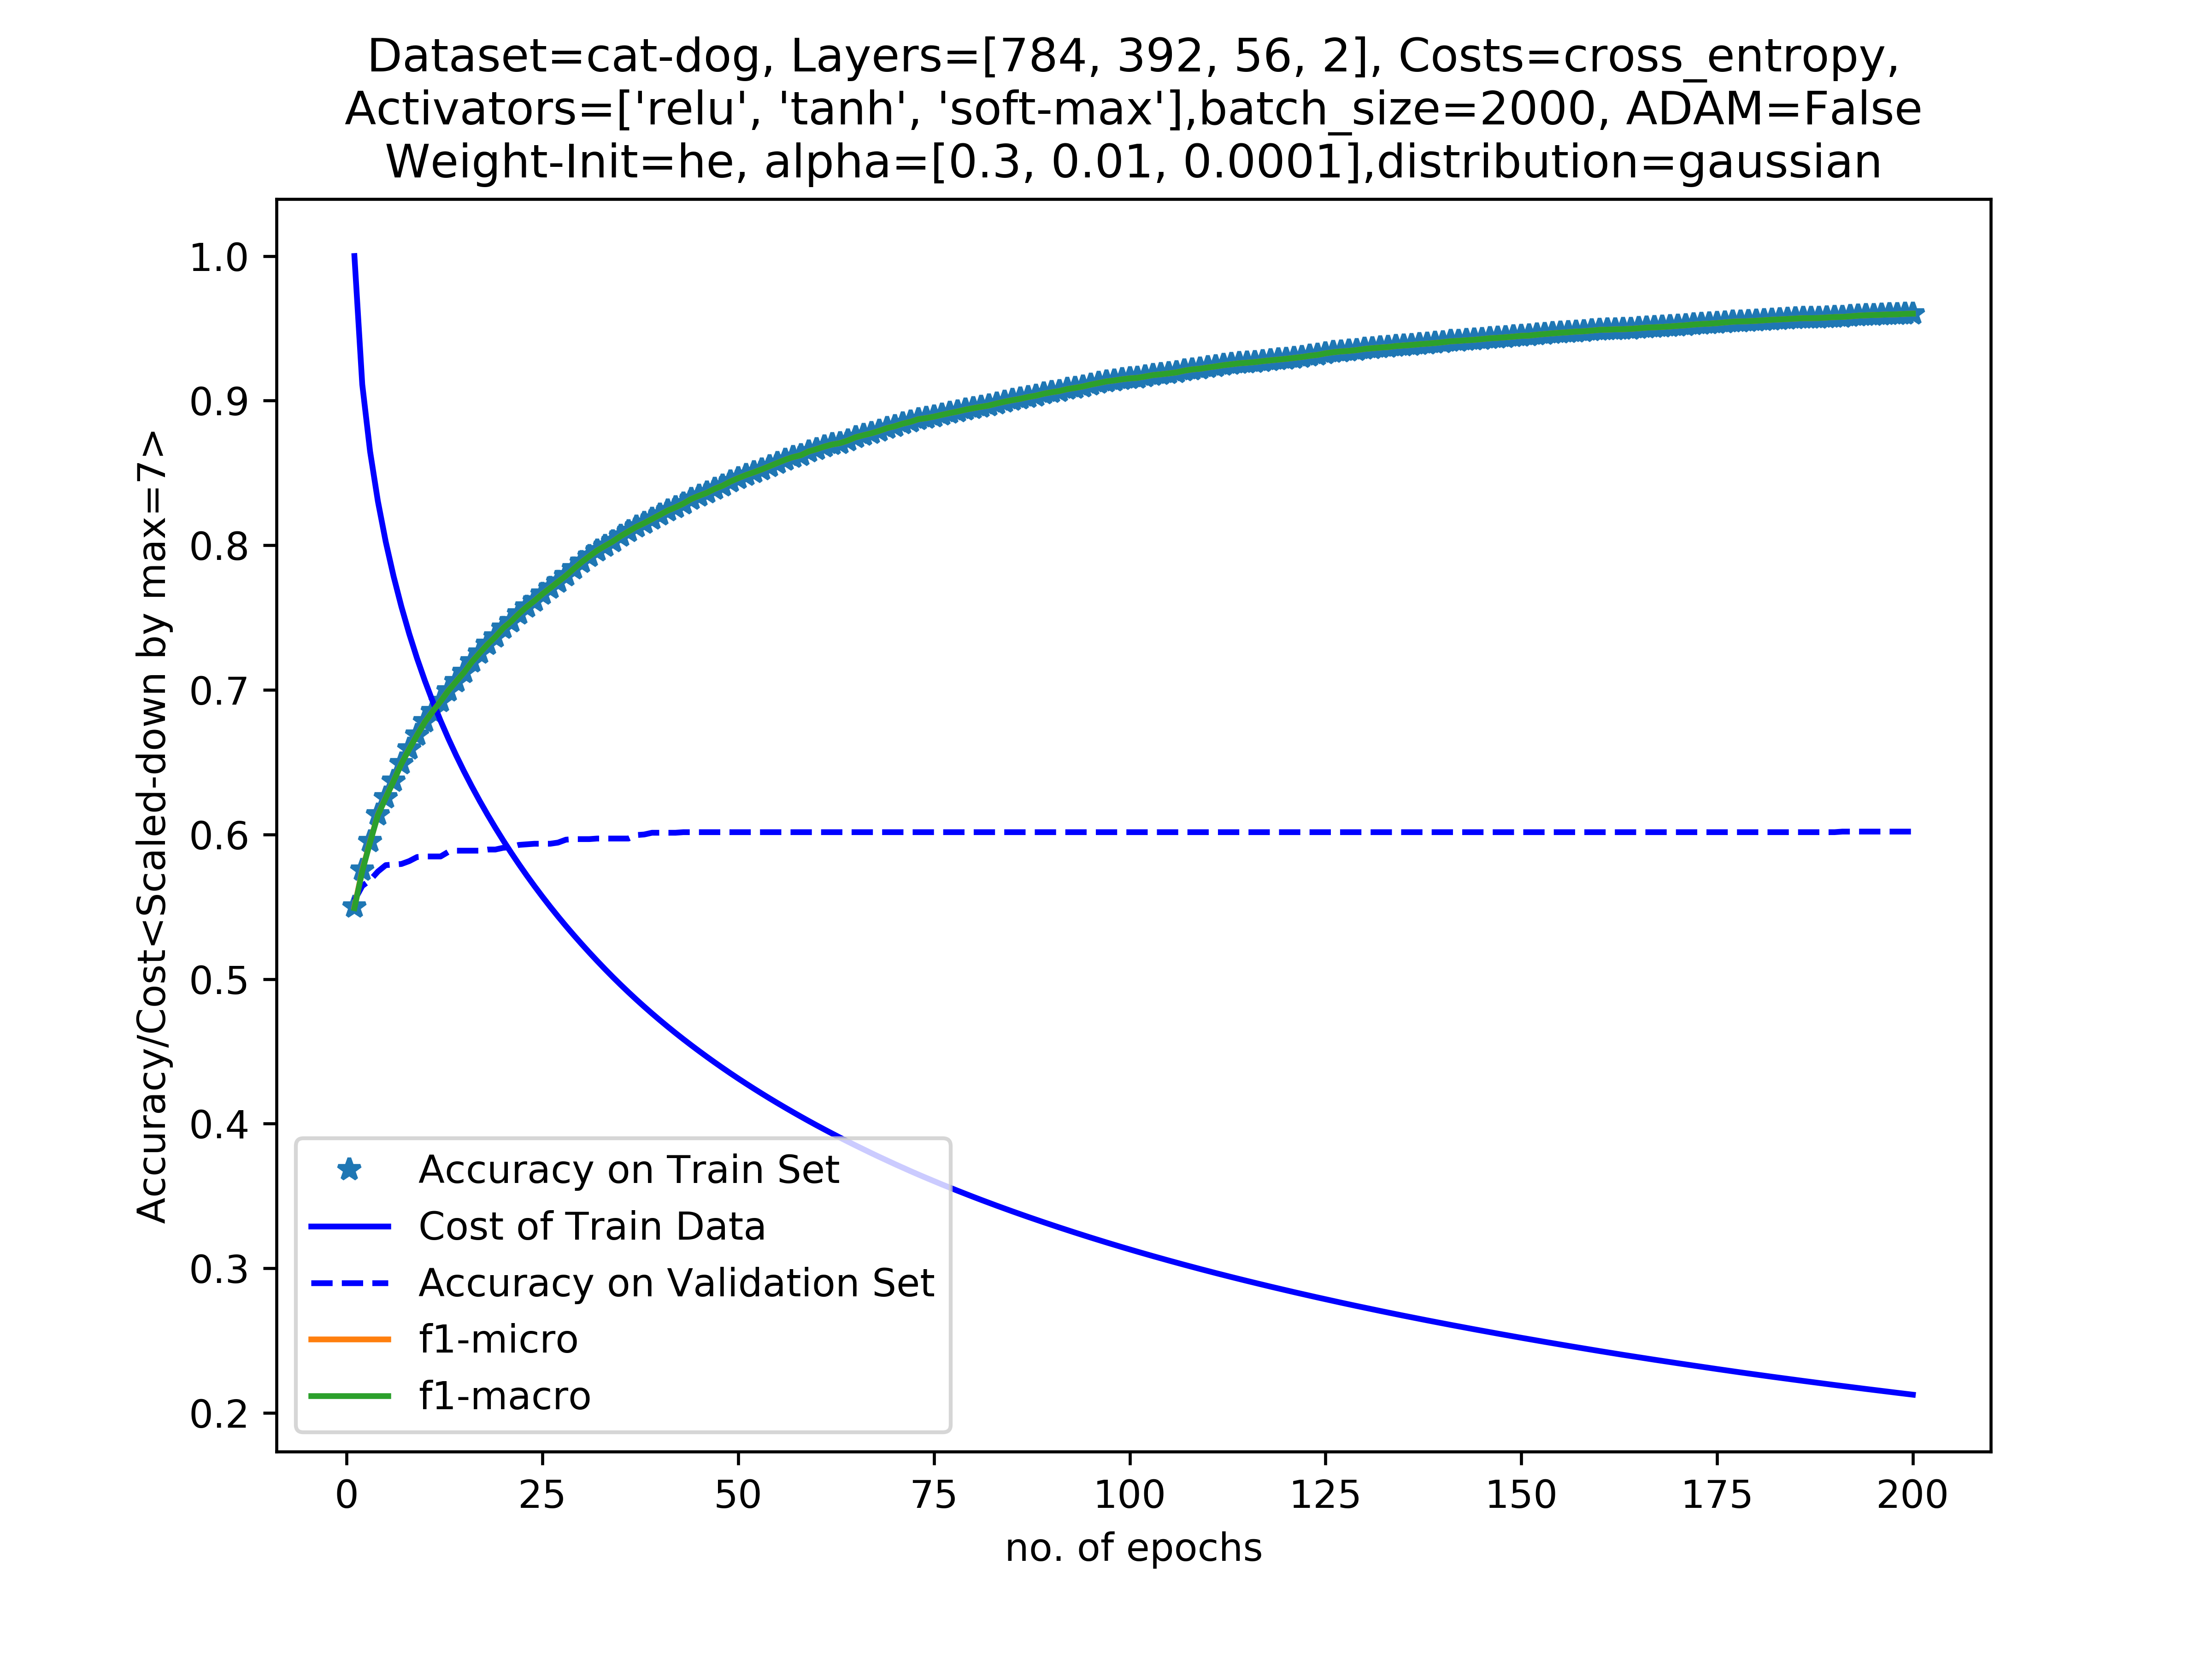 Dataset=cat-dog, Layers=[784, 392, 56, 2], Costs=cross_entropy,
Activators=['relu', 'tanh', 'soft-max'],batch_size=2000, ADAM=False
Weight-Init=he, alpha=[0.3, 0.01, 0.0001],distribution=gaussian
Accuracy/Cost<Scaled-down by max=7>
1.0
0.9
0.8
0.7
0.6
0.5
0.4
0.3
0.2
Accuracy on Train Set
Cost of Train Data
Accuracy on Validation Set
f1-micro
f1-macro
0 25 50 75 100 125 150 175 200
no. of epochs